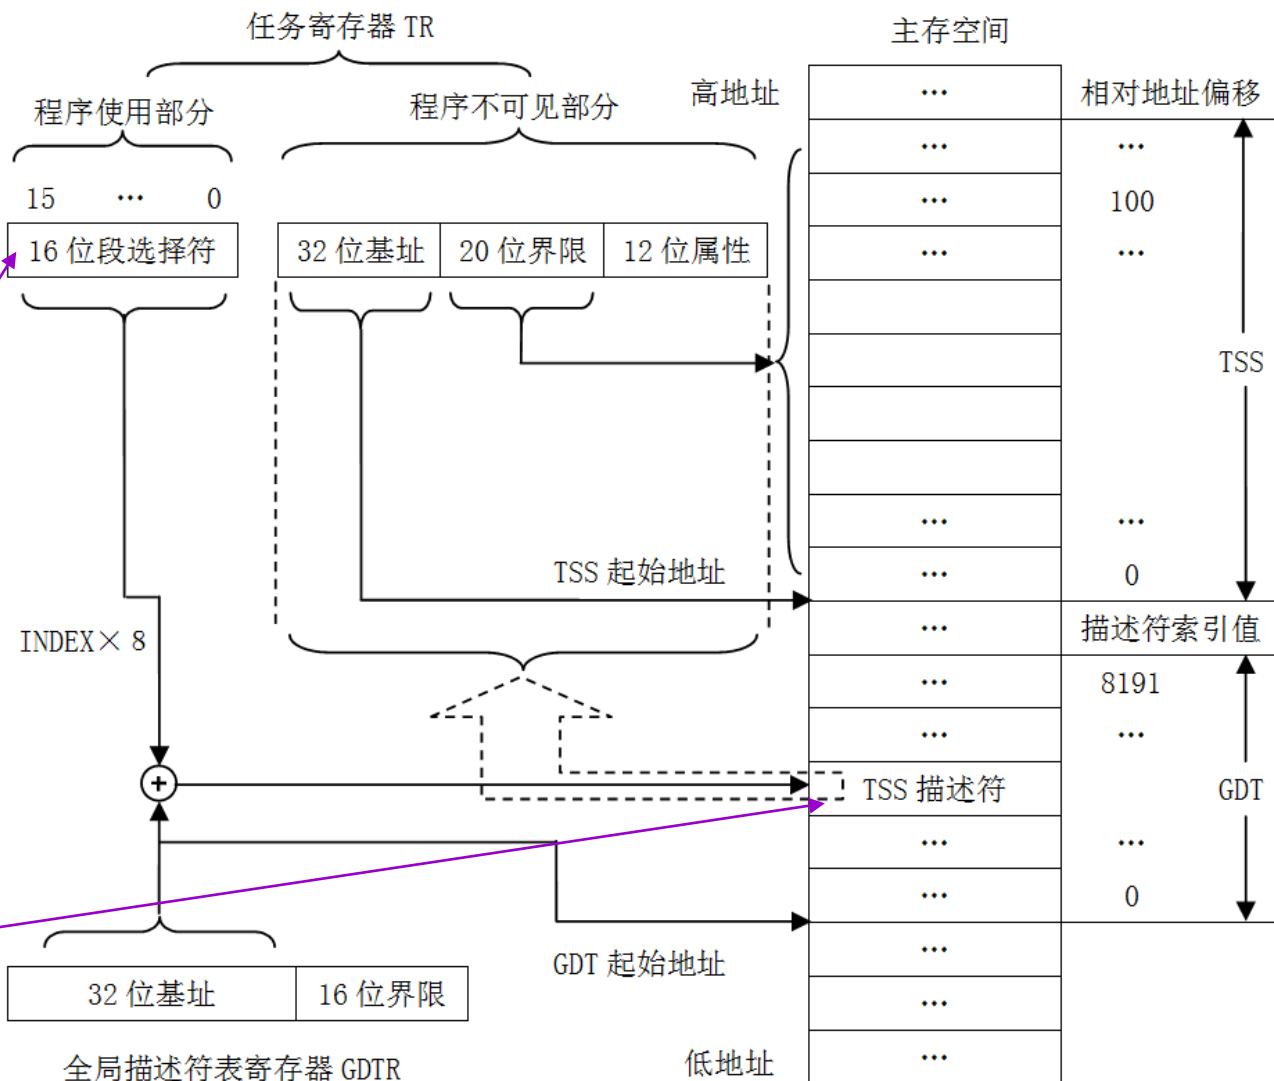 任务寄存器 TR
主存空间
程序使用部分
程序不可见部分
高地址
…
相对地址偏移
…
…
15 … 0
…
100
16 位段选择符
32 位基址
20 位界限
12 位属性
…
…
TSS
…
…
TSS 起始地址
…
0
INDEX× 8
…
描述符索引值
…
8191
…
…
TSS 描述符
GDT
…
…
…
0
GDT 起始地址
…
32 位基址
16 位界限
…
全局描述符表寄存器 GDTR
低地址
…